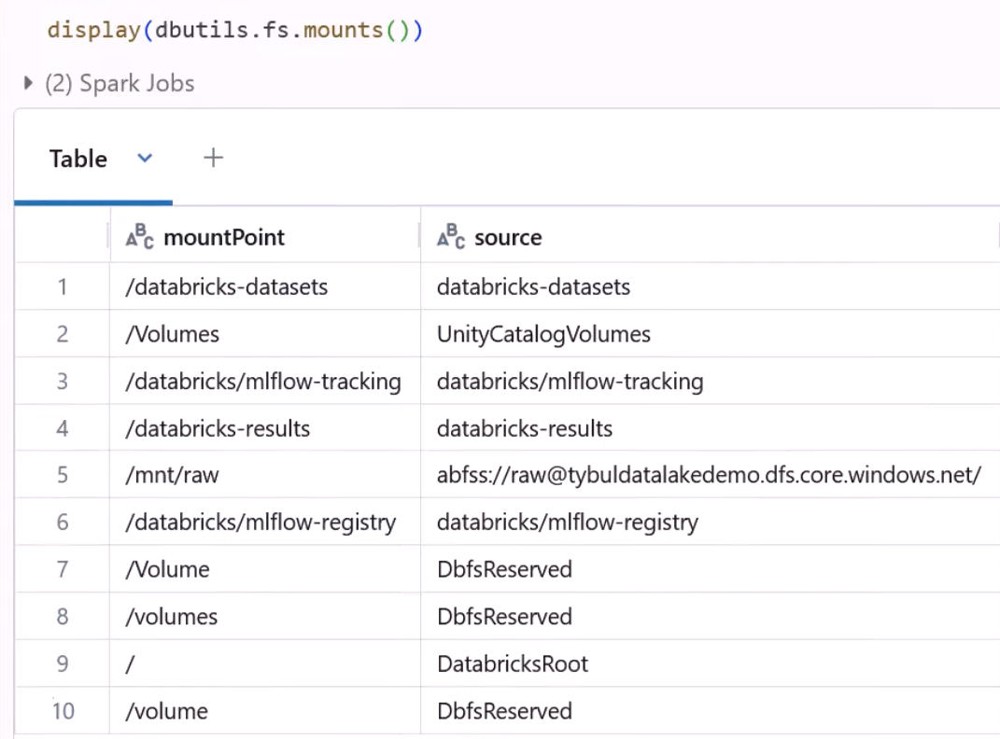 display(dbutils.fs.mounts())
(2) Spark Jobs
Table +
ABC mountPoint ABC source
1 /databricks-datasets databricks-datasets
2 /Volumes UnityCatalogVolumes
3 /databricks/mlflow-tracking databricks/mlflow-tracking
4 /databricks-results databricks-results
5 /mnt/raw abfss://raw@tybuldatalakedemo.dfs.core.windows.net/
6 /databricks/mlflow-registry databricks/mlflow-registry
7 /Volume DbfsReserved
8 /volumes DbfsReserved
9 / DatabricksRoot
10 /volume DbfsReserved